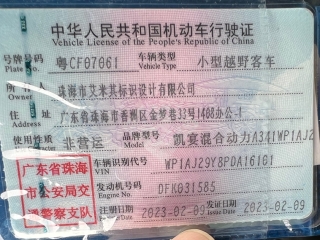 中华人民共和国机动车行驶证
Vehicle License of the People's Republic of China
号牌号码 粤CF07061 车辆类型 小型越野客车
Plate No. Vehicle Type
所有人 珠海市艾米其标识设计有限公司
Owner
住址 广东省珠海市香洲区金梦巷33号1408办公-1
Address
使用性质 非营运 品牌型号 凯宴混合动力A341WP1AJ2
广东省珠海市公安局交通警察支队
车辆识别代号 WP1AJ29Y8PDA16161
VIN
发动机号码 DFK031585
Engine No.
注册日期 2023-02-09 发证日期 2023-02-09
Register Date Issue Date